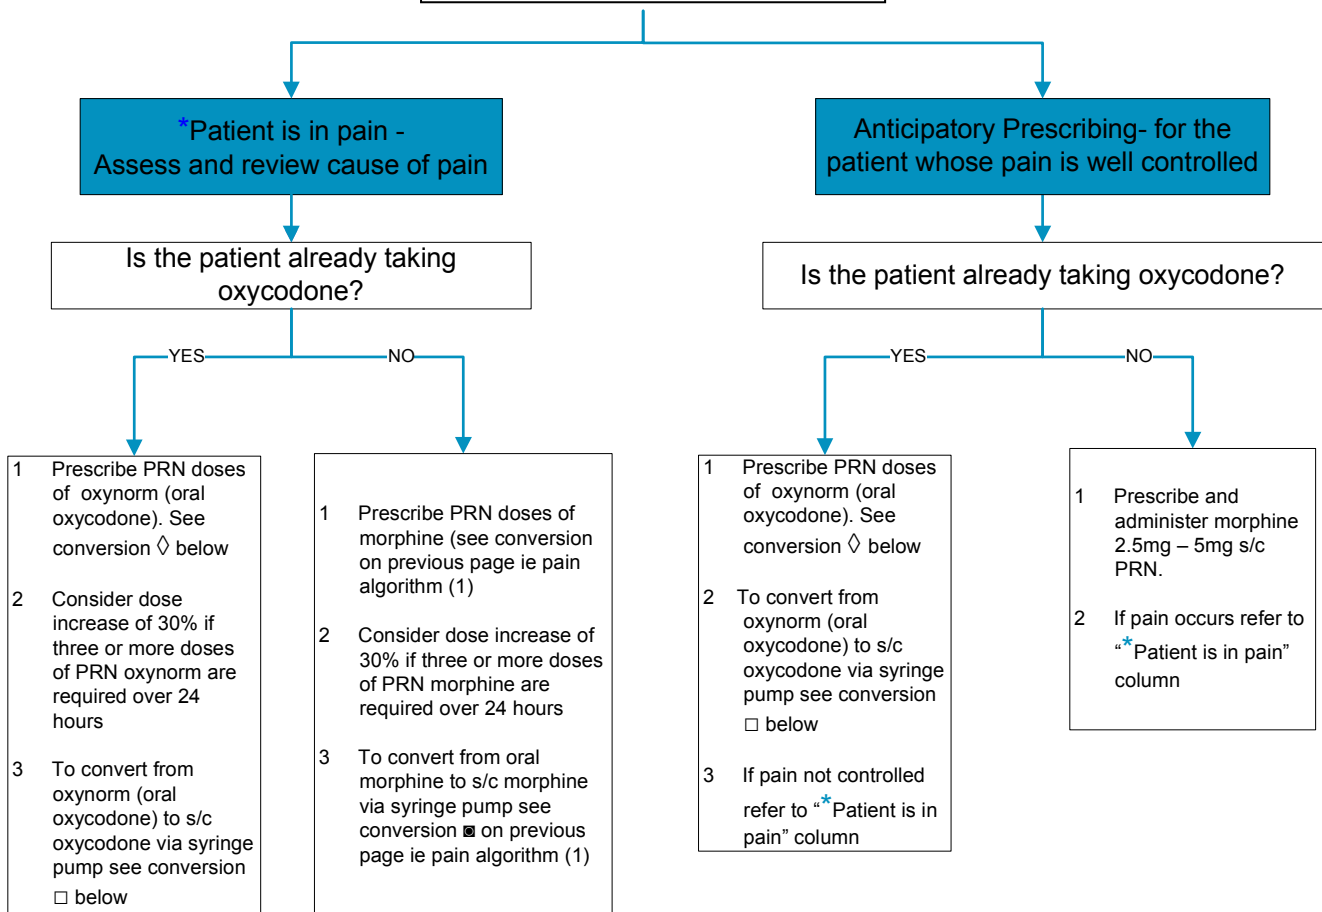 *Patient is in pain -
Assess and review cause of pain
Is the patient already taking
oxycodone?
YES
NO
1 Prescribe PRN doses
of oxynorm (oral
oxycodone). See
conversion ◊ below
2 Consider dose
increase of 30% if
three or more doses
of PRN oxynorm are
required over 24
hours
3 To convert from
oxynorm (oral
oxycodone) to s/c
oxycodone via syringe
pump see conversion
□ below
1 Prescribe PRN doses of
morphine (see conversion
on previous page ie pain
algorithm (1)
2 Consider dose increase of
30% if three or more doses
of PRN morphine are
required over 24 hours
3 To convert from oral
morphine to s/c morphine
via syringe pump see
conversion ◙ on previous
page ie pain algorithm (1)
Anticipatory Prescribing- for the
patient whose pain is well controlled
Is the patient already taking oxycodone?
YES
NO
1 Prescribe PRN doses
of oxynorm (oral
oxycodone). See
conversion ◊ below
2 To convert from
oxynorm (oral
oxycodone) to s/c
oxycodone via syringe
pump see conversion
□ below
3 If pain not controlled
refer to “*Patient is in
pain” column
1 Prescribe and
administer morphine
2.5mg – 5mg s/c
PRN.
2 If pain occurs refer to
“*Patient is in pain”
column